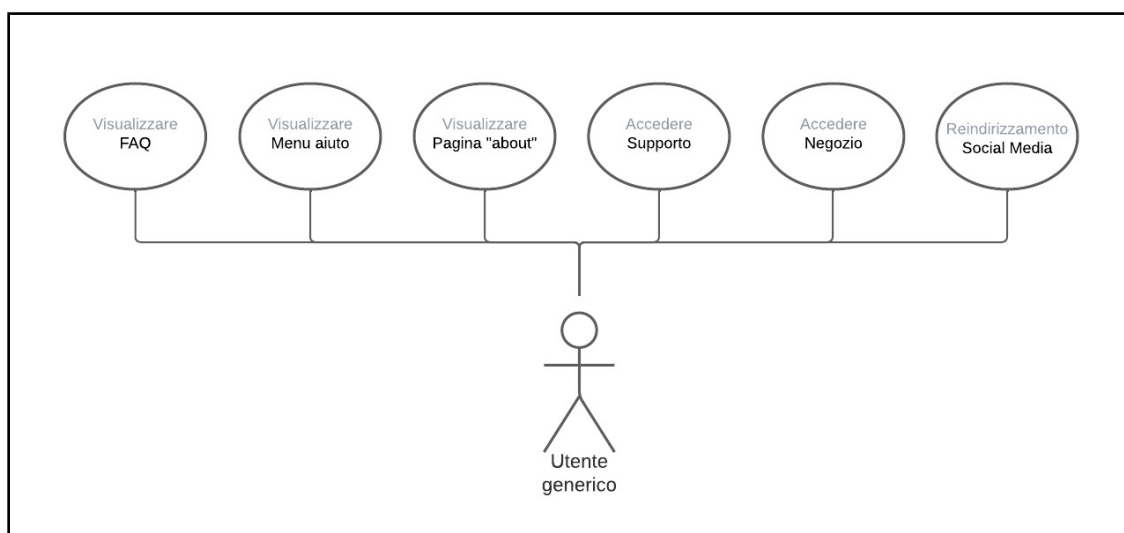 Visualizzare
FAQ
Visualizzare
Menu aiuto
Visualizzare
Pagina "about"
Accedere
Supporto
Accedere
Negozio
Reindirizzamento
Social Media
Utente
generico